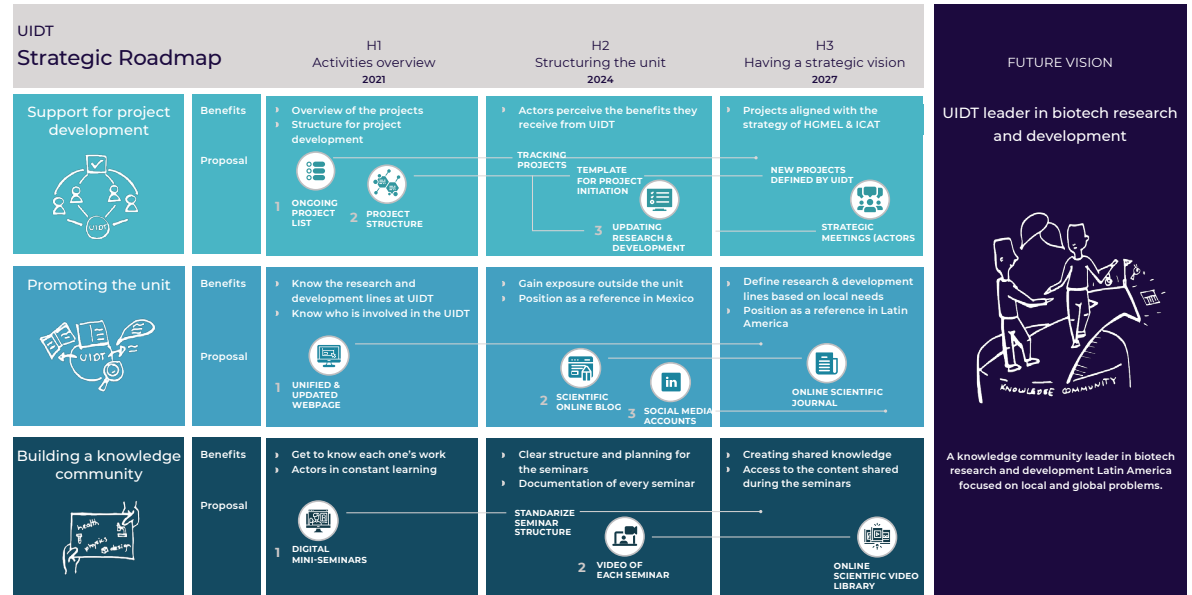 UIDT
Strategic Roadmap
H1
Activities overview
2021
H2
Structuring the unit
2024
H3
Having a strategic vision
2027
FUTURE VISION
Support for project
development
UIDT
Benefits
Proposal
Overview of the projects
Structure for project
development
1
ONGOING
PROJECT
LIST
2
PROJECT
STRUCTURE
Actors perceive the benefits they
receive from UIDT
TRACKING
PROJECTS
TEMPLATE
FOR PROJECT
INITIATION
3
UPDATING
RESEARCH &
DEVELOPMENT
Projects aligned with the
strategy of HGMEL & ICAT
NEW PROJECTS
DEFINED BY UIDT
STRATEGIC
MEETINGS (ACTORS
Promoting the unit
UIDT
Benefits
Proposal
Know the research and
development lines at UIDT
Know who is involved in the UIDT
1
UNIFIED &
UPDATED
WEBPAGE
Gain exposure outside the unit
Position as a reference in Mexico
2
SCIENTIFIC
ONLINE BLOG
in
3
SOCIAL MEDIA
ACCOUNTS
Define research & development
lines based on local needs
Position as a reference in Latin
America
ONLINE SCIENTIFIC
JOURNAL
Building a knowledge
community
health
physics
design
Benefits
Proposal
Get to know each one's work
Actors in constant learning
1
DIGITAL
MINI-SEMINARS
Clear structure and planning for
the seminars
Documentation of every seminar
STANDARIZE
SEMINAR
STRUCTURE
2
VIDEO OF
EACH SEMINAR
Creating shared knowledge
Access to the content shared
during the seminars
ONLINE
SCIENTIFIC VIDEO
LIBRARY
UIDT leader in biotech research
and development
KNOWLEDGE COMMUNITY
A knowledge community leader in biotech
research and development Latin America
focused on local and global problems.